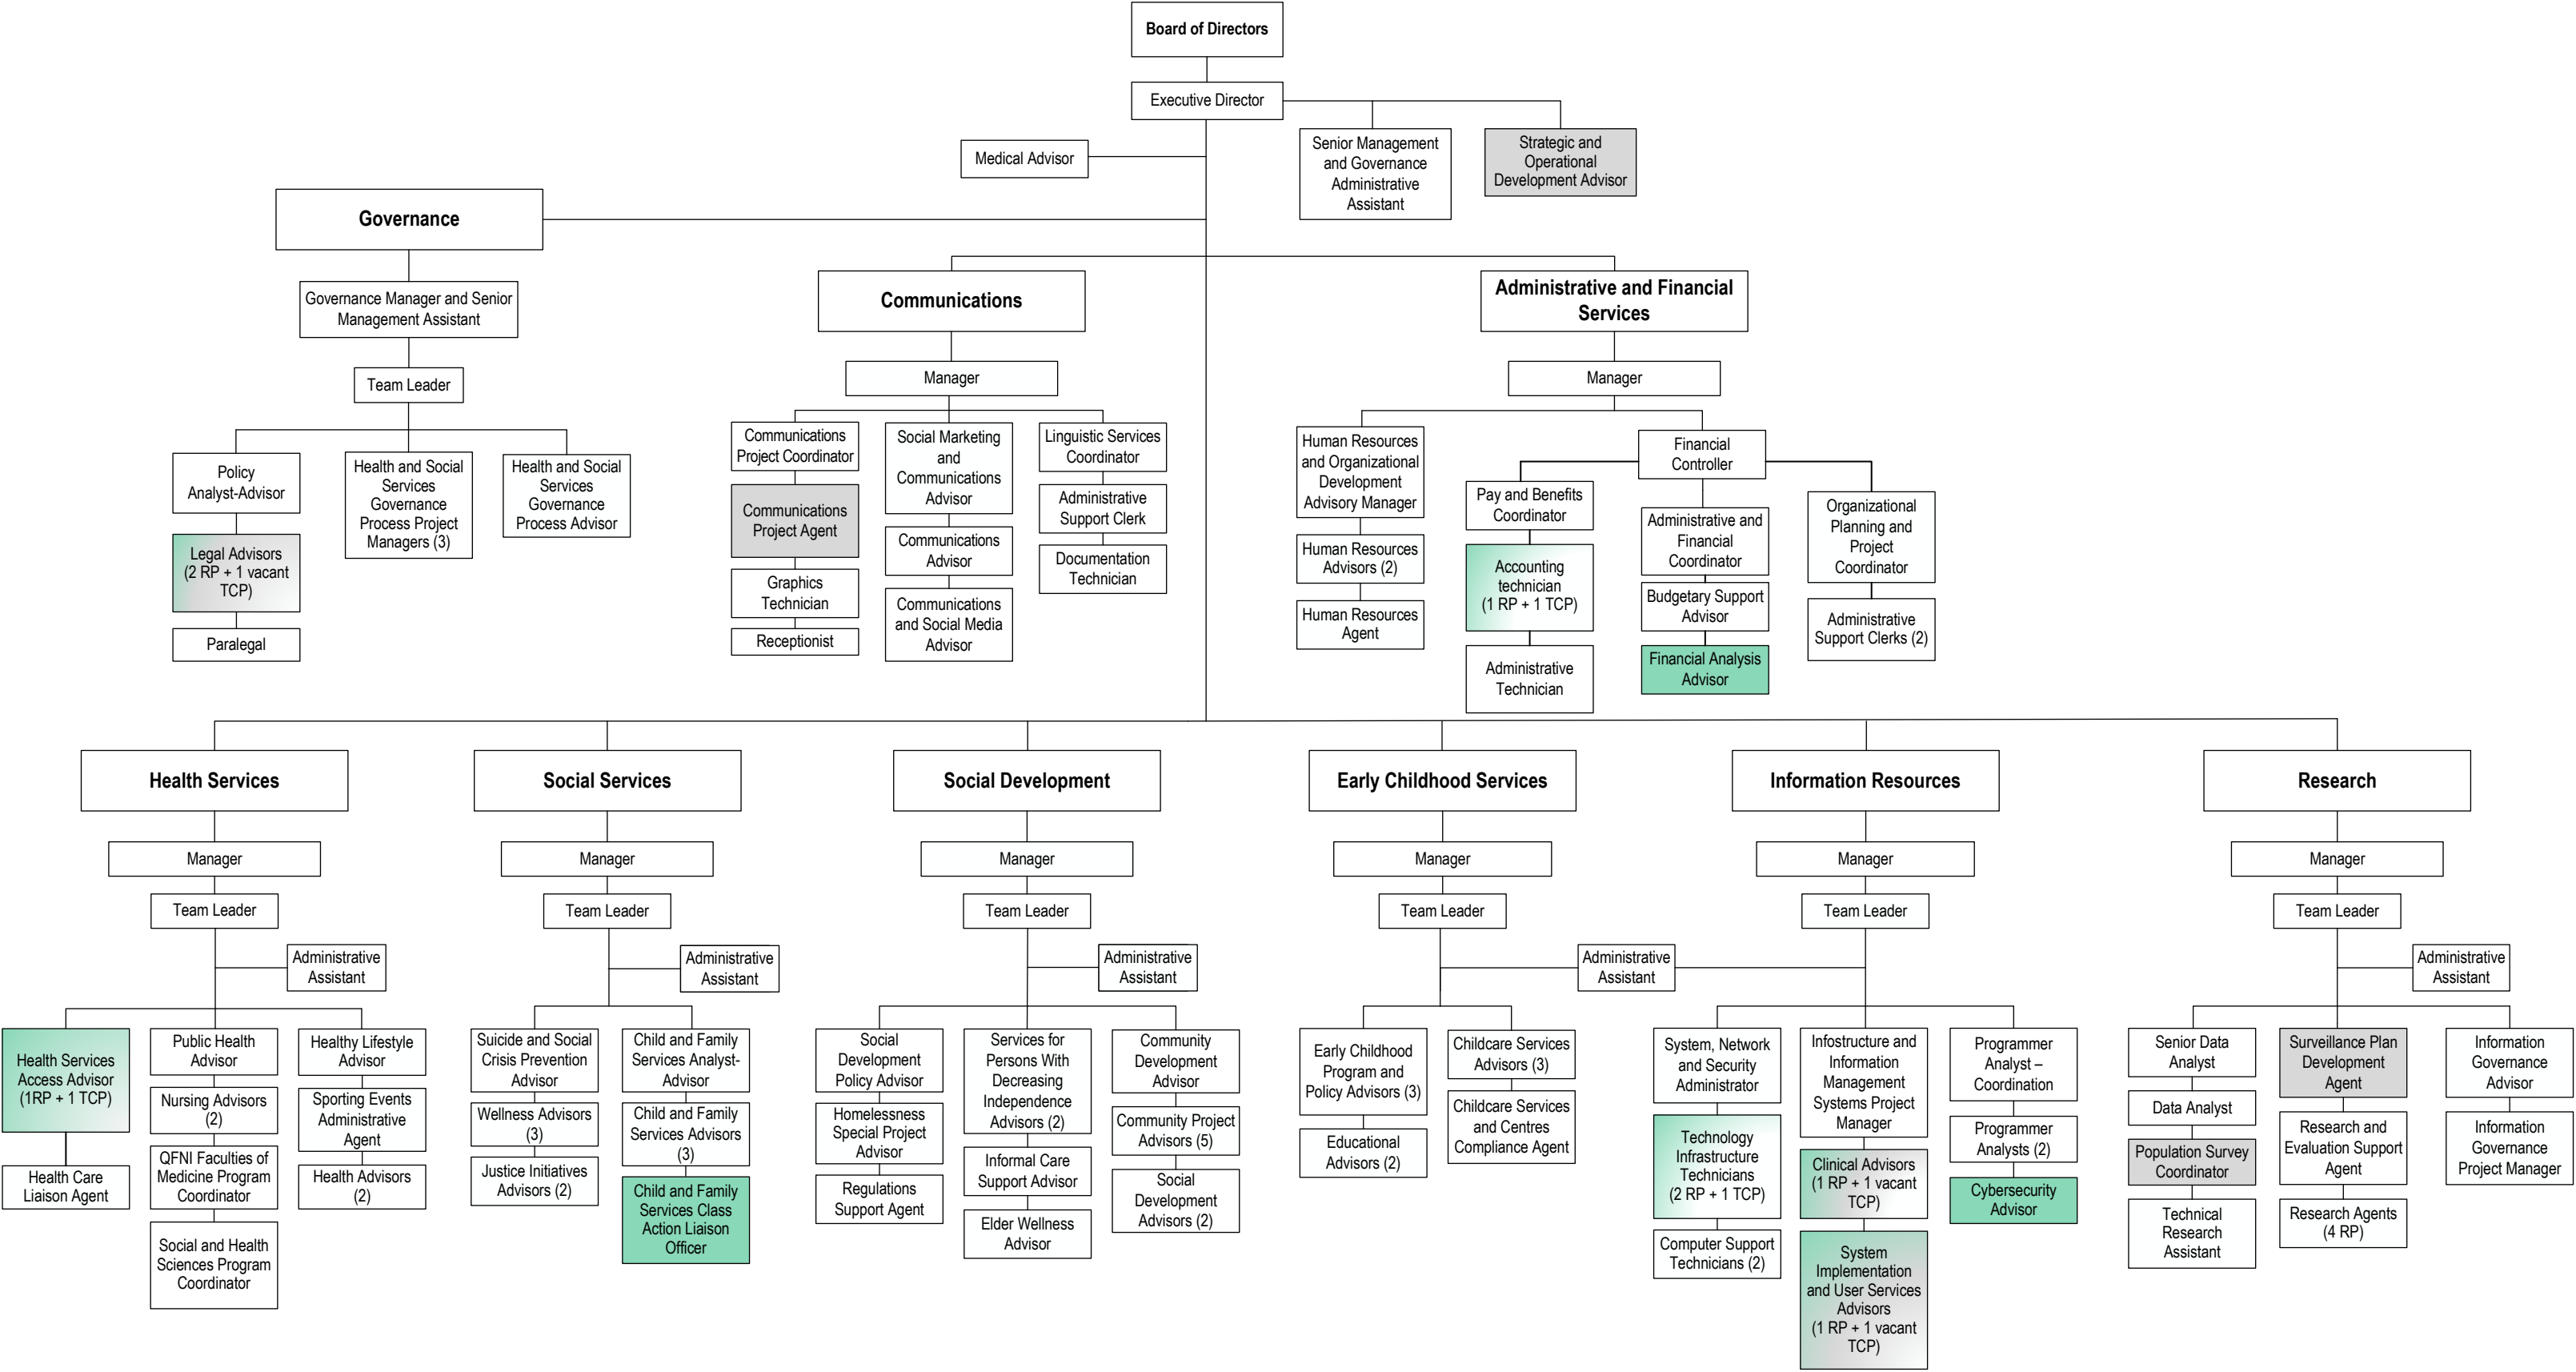 Board of Directors
Executive Director
Medical Advisor
Senior Management
and Governance
Administrative
Assistant
Strategic and
Operational
Development Advisor
Governance
Governance Manager and Senior
Management Assistant
Team Leader
Policy
Analyst-Advisor
Legal Advisors
(2 RP + 1 vacant
TCP)
Paralegal
Health and Social
Services
Governance
Process Project
Managers (3)
Health and Social
Services
Governance
Process Advisor
Communications
Manager
Communications
Project Coordinator
Communications
Project Agent
Graphics
Technician
Receptionist
Social Marketing
and
Communications
Advisor
Communications
Advisor
Communications
and Social Media
Advisor
Linguistic Services
Coordinator
Administrative
Support Clerk
Documentation
Technician
Administrative and Financial
Services
Manager
Human Resources
and Organizational
Development
Advisory Manager
Human Resources
Advisors (2)
Human Resources
Agent
Financial
Controller
Pay and Benefits
Coordinator
Accounting
technician
(1 RP + 1 TCP)
Administrative
Technician
Administrative and
Financial
Coordinator
Budgetary Support
Advisor
Financial Analysis
Advisor
Organizational
Planning and
Project
Coordinator
Administrative
Support Clerks (2)
Health Services
Manager
Team Leader
Administrative
Assistant
Health Services
Access Advisor
(1RP + 1 TCP)
Health Care
Liaison Agent
Public Health
Advisor
Nursing Advisors
(2)
QFNI Faculties of
Medicine Program
Coordinator
Social and Health
Sciences Program
Coordinator
Healthy Lifestyle
Advisor
Sporting Events
Administrative
Agent
Health Advisors
(2)
Social Services
Manager
Team Leader
Administrative
Assistant
Suicide and Social
Crisis Prevention
Advisor
Wellness Advisors
(3)
Justice Initiatives
Advisors (2)
Child and Family
Services Analyst-
Advisor
Child and Family
Services Advisors
(3)
Child and Family
Services Class
Action Liaison
Officer
Social Development
Manager
Team Leader
Administrative
Assistant
Social
Development
Policy Advisor
Homelessness
Special Project
Advisor
Regulations
Support Agent
Services for
Persons With
Decreasing
Independence
Advisors (2)
Informal Care
Support Advisor
Elder Wellness
Advisor
Community
Development
Advisor
Community Project
Advisors (5)
Social
Development
Advisors (2)
Early Childhood Services
Manager
Team Leader
Administrative
Assistant
Early Childhood
Program and
Policy Advisors (3)
Educational
Advisors (2)
Childcare Services
Advisors (3)
Childcare Services
and Centres
Compliance Agent
Information Resources
Manager
Team Leader
System, Network
and Security
Administrator
Technology
Infrastructure
Technicians
(2 RP + 1 TCP)
Computer Support
Technicians (2)
Infostructure and
Information
Management
Systems Project
Manager
Clinical Advisors
(1 RP + 1 vacant
TCP)
System
Implementation
and User Services
Advisors
(1 RP + 1 vacant
TCP)
Programmer
Analyst –
Coordination
Programmer
Analysts (2)
Cybersecurity
Advisor
Research
Manager
Team Leader
Administrative
Assistant
Senior Data
Analyst
Data Analyst
Population Survey
Coordinator
Technical
Research
Assistant
Surveillance Plan
Development
Agent
Research and
Evaluation Support
Agent
Research Agents
(4 RP)
Information
Governance
Advisor
Information
Governance
Project Manager